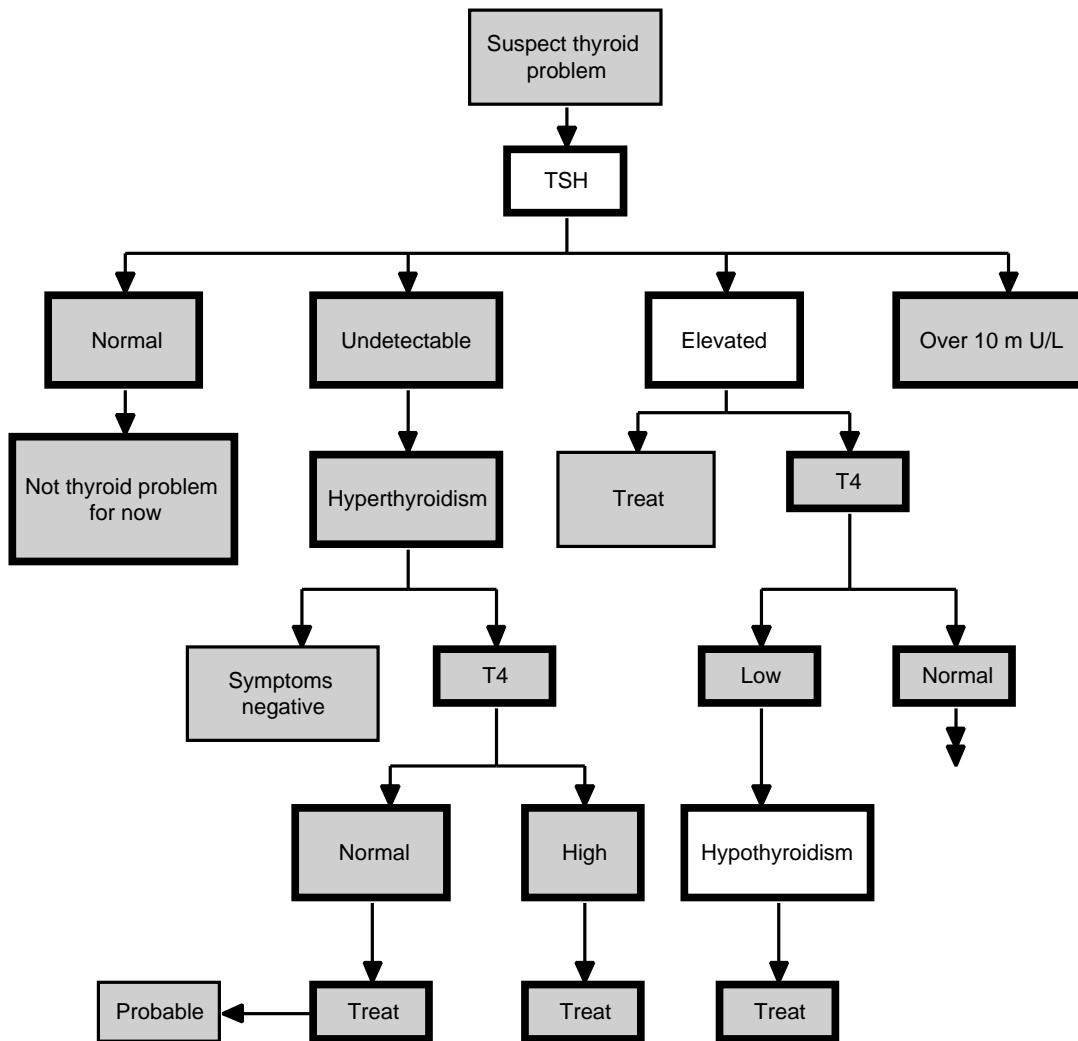 Suspect thyroid
problem
TSH
Normal
Undetectable
Elevated
Over 10 m U/L
Not thyroid problem
for now
Hyperthyroidism
Treat
T4
Symptoms
negative
T4
Low
Normal
Normal
High
Hypothyroidism
Probable
Treat
Treat
Treat